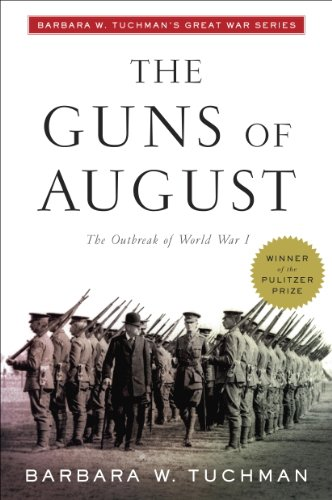 BARBARA W. TUCHMAN'S GREAT WAR SERIES
THE
GUNS OF
AUGUST
The Outbreak of World War I
WINNER
of the
PULITZER
PRIZE
BARBARA W. TUCHMAN